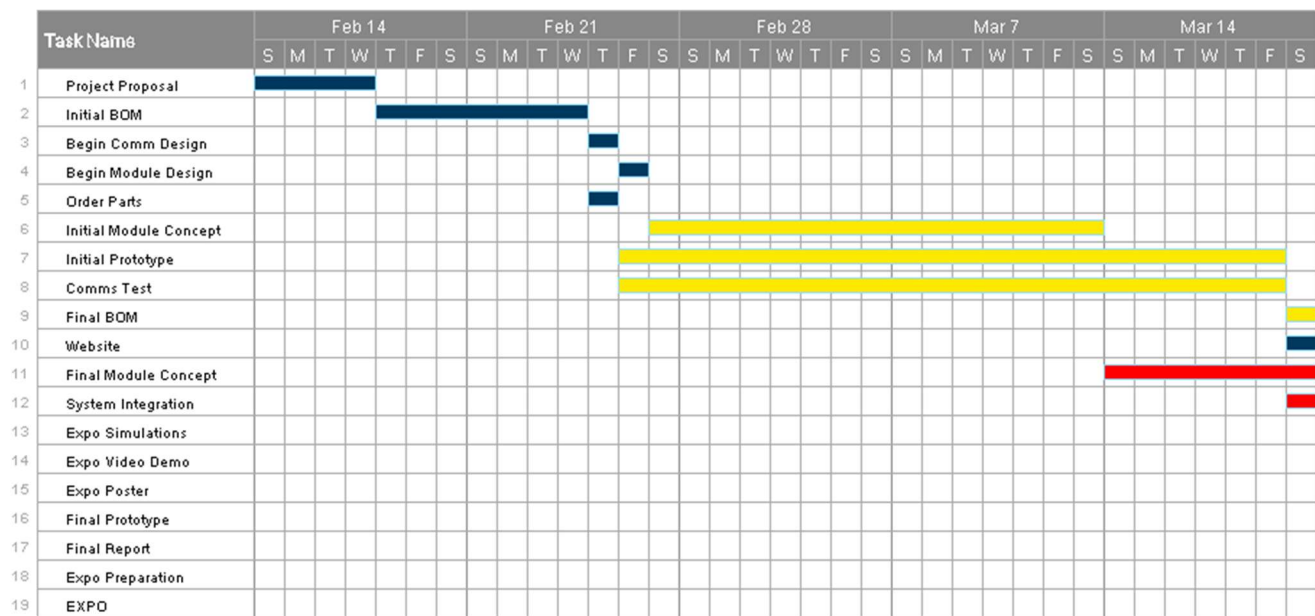 Task Name
Feb 14 Feb 21 Feb 28 Mar 7 Mar 14
S M T W T F S S M T W T F S S M T W T F S S M T W T F S S M T W T F S
1 Project Proposal
2 Initial BOM
3 Begin Comm Design
4 Begin Module Design
5 Order Parts
6 Initial Module Concept
7 Initial Prototype
8 Comms Test
9 Final BOM
10 Website
11 Final Module Concept
12 System Integration
13 Expo Simulations
14 Expo Video Demo
15 Expo Poster
16 Final Prototype
17 Final Report
18 Expo Preparation
19 EXPO